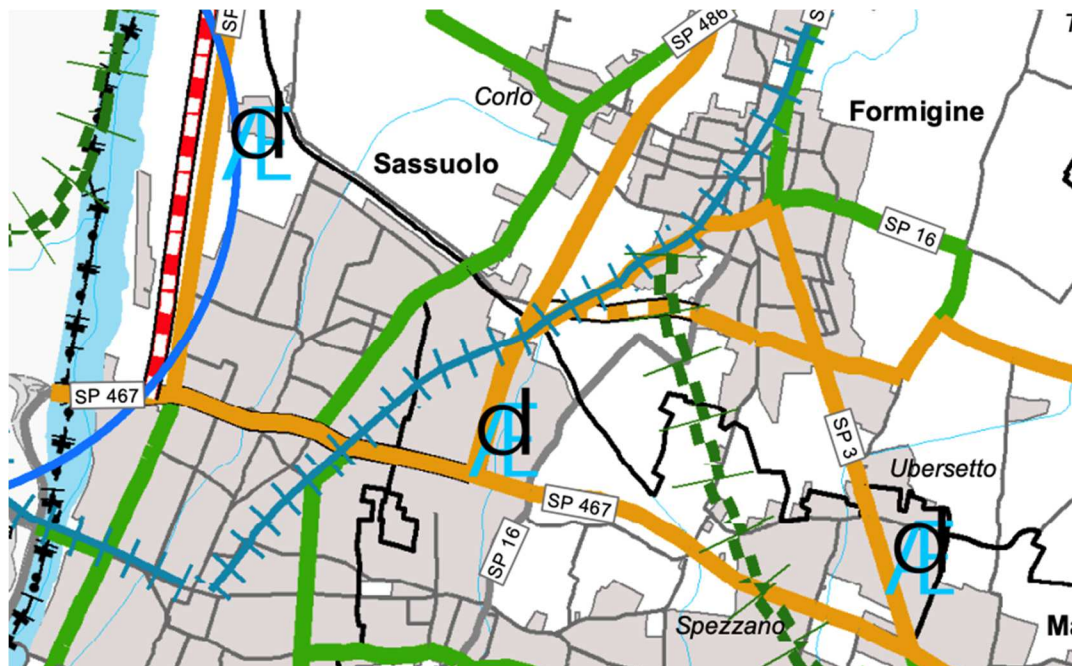 SP 486
Corlo
Formigine
Sassuolo
SP 16
SP 467
d
Æ
d
Æ
SP 3
Ubersetto
SP 467
SP 16
q
Æ
Spezzano